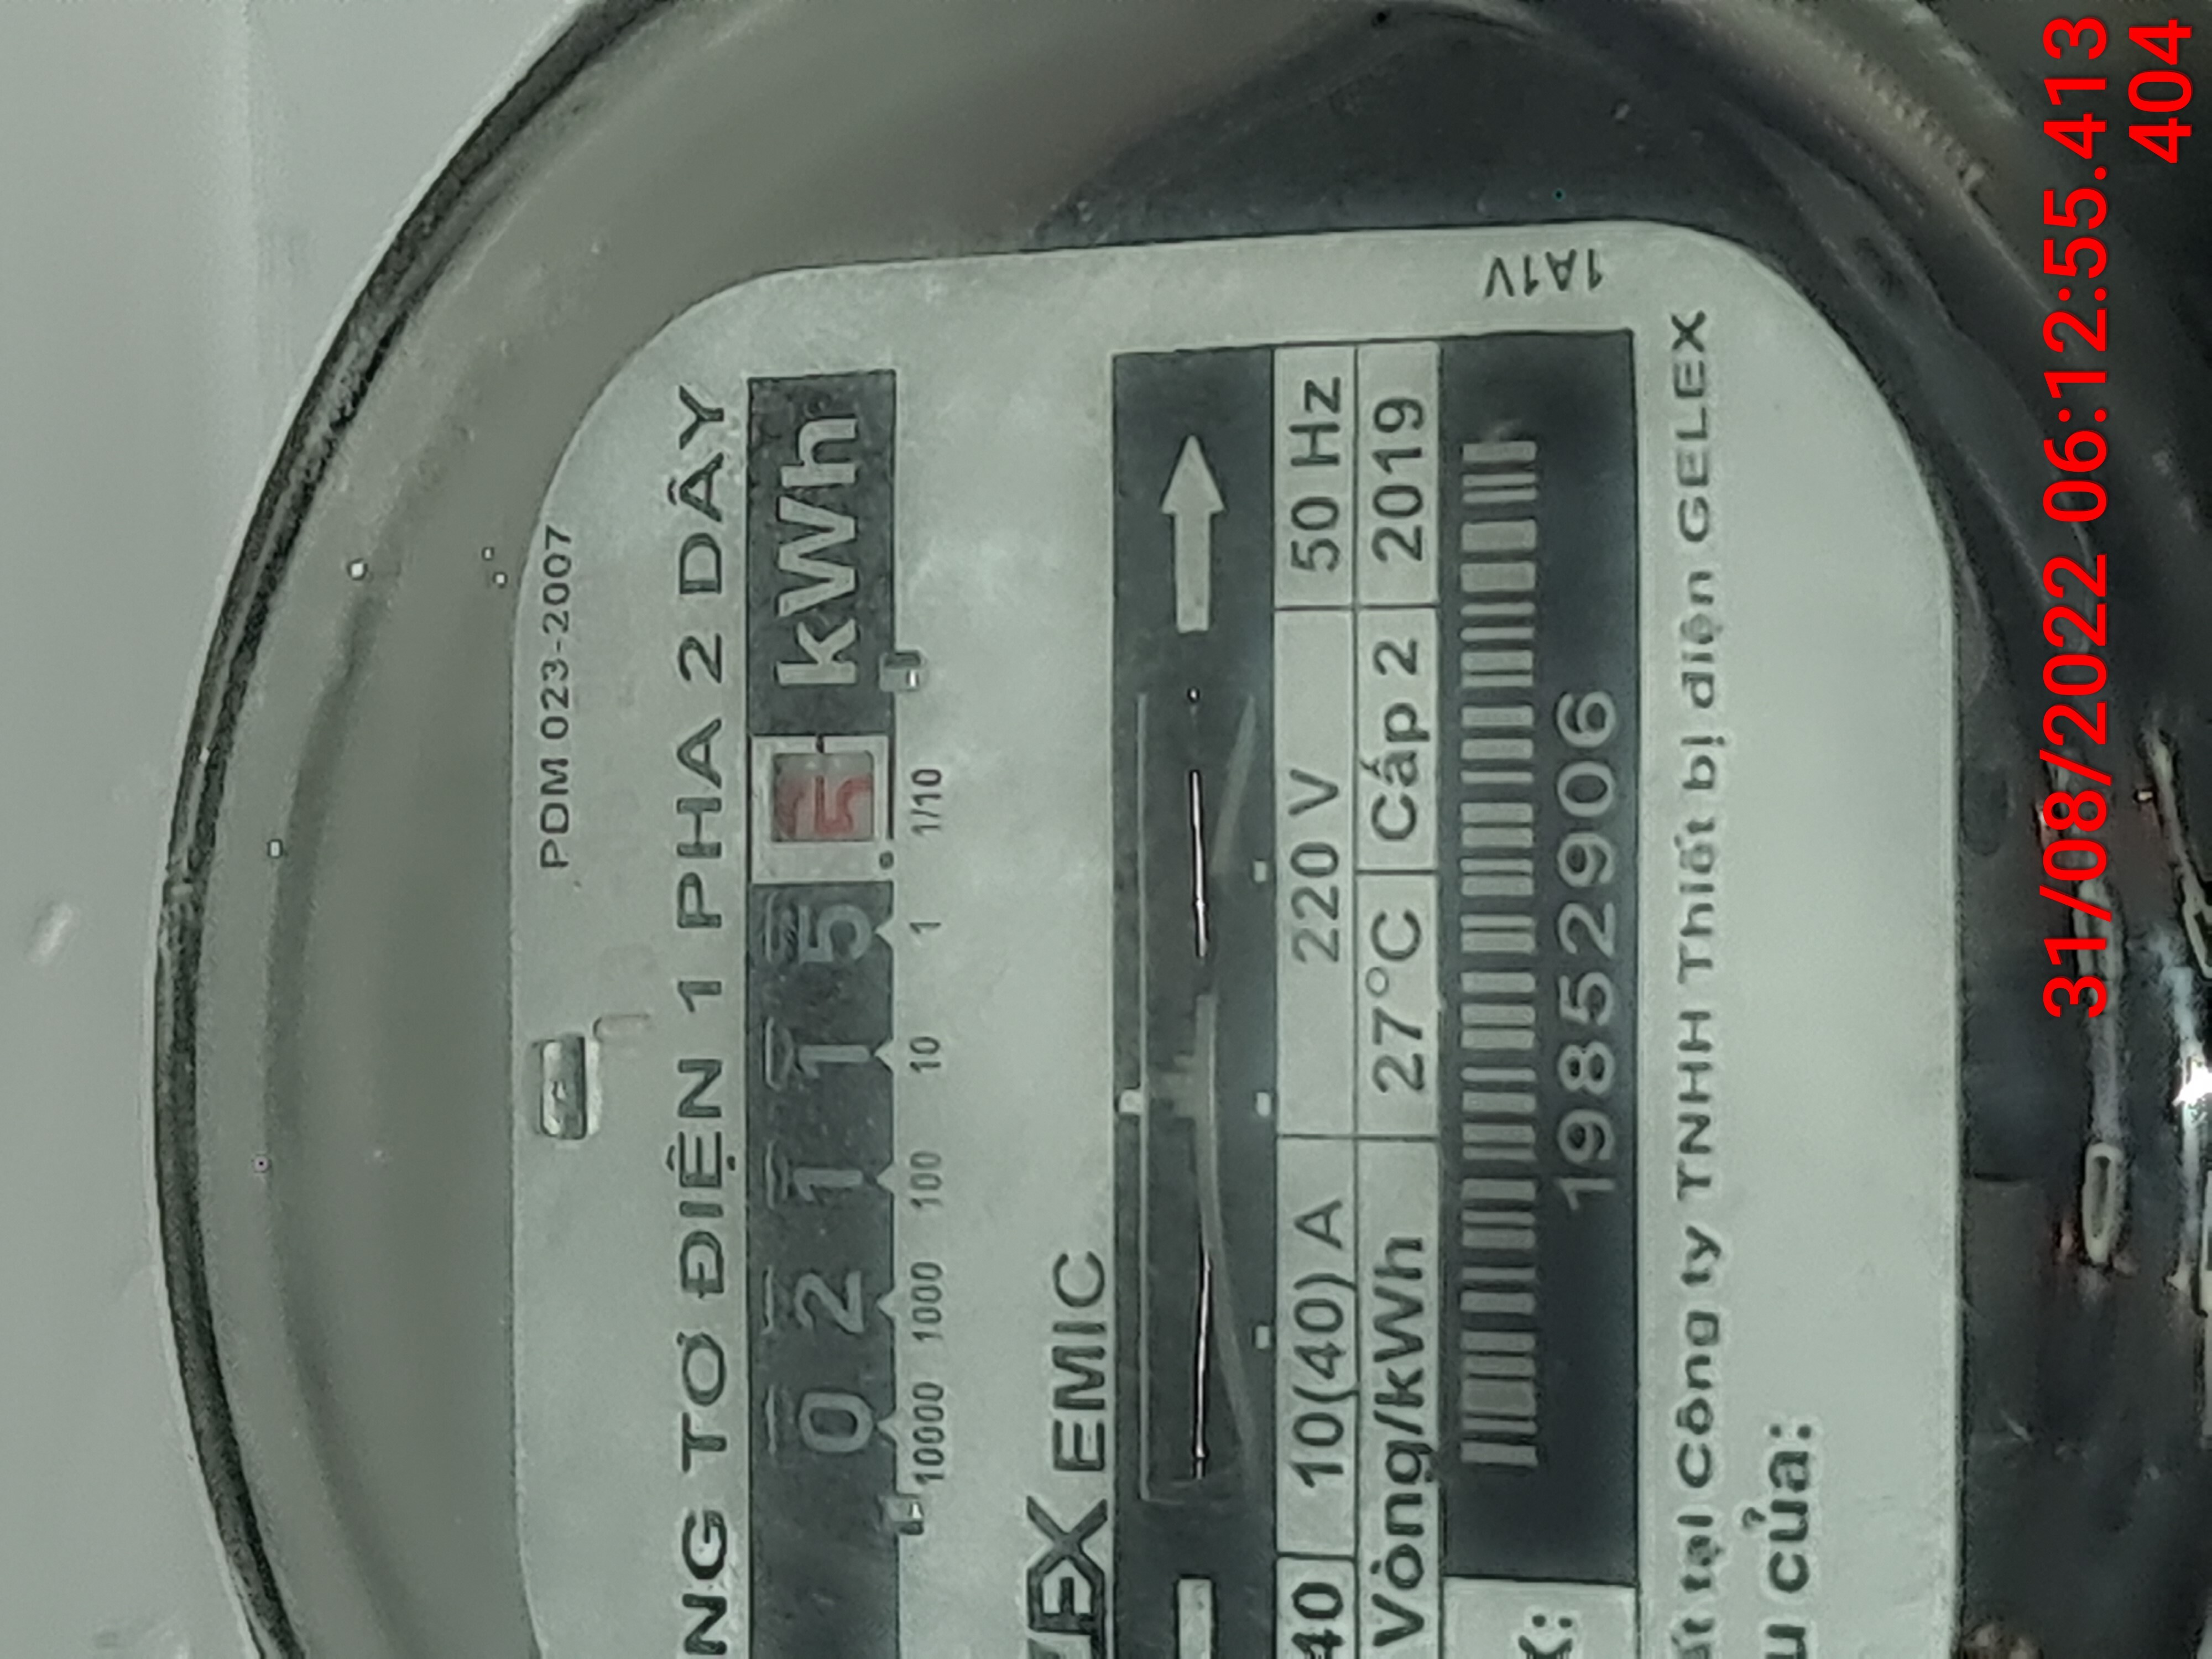 PDM 023-2007
NG TƠ ĐIỆN 1 PHA 2 DÂY
0 2 1 1 5 5 kWh
10000 1000 100 10 1 1/10
EMIC
40 10(40) A 220 V 50 Hz
Vòng/kWh 27°C Cấp 2 2019
1A1V
19852906
tại Công ty TNHH Thiết bị điện GELEX
của:
31/08/2022 06:12:55.413
404